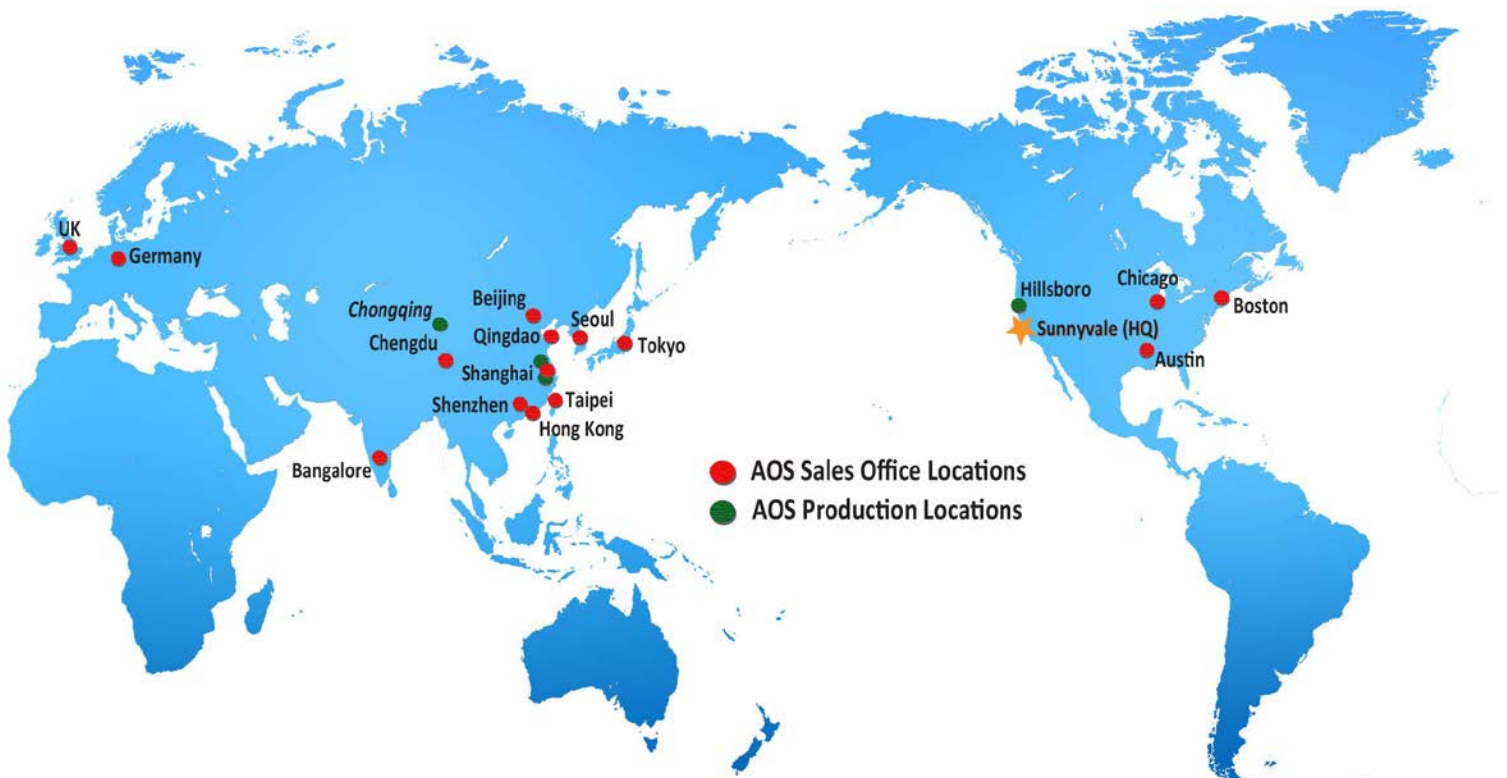 UK
Germany
Chongqing
Chengdu
Beijing
Qingdao
Seoul
Tokyo
Shanghai
Shenzhen
Taipei
Hong Kong
Bangalore
Hillsboro
Sunnyvale (HQ)
Chicago
Boston
Austin
AOS Sales Office Locations
AOS Production Locations